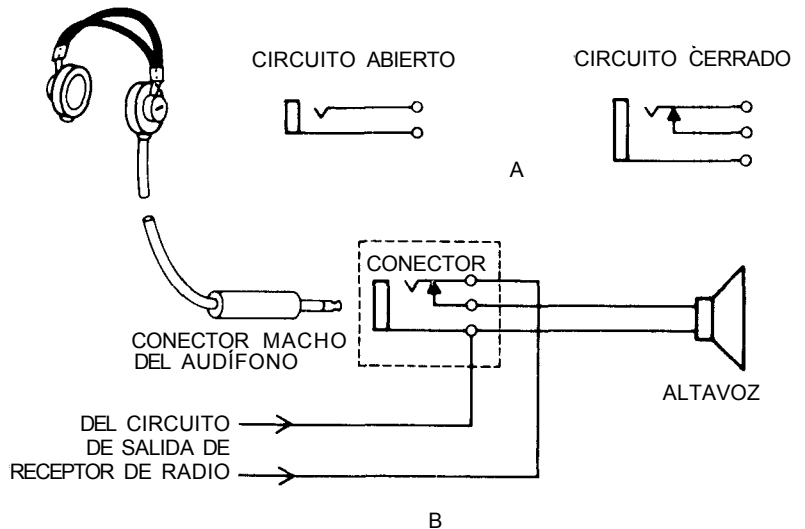 CIRCUITO ABIERTO
CIRCUITO CERRADO
A
CONECTOR
CONECTOR MACHO
DEL AUDÍFONO
ALTAVOZ
DEL CIRCUITO
DE SALIDA DE
RECEPTOR DE RADIO
B